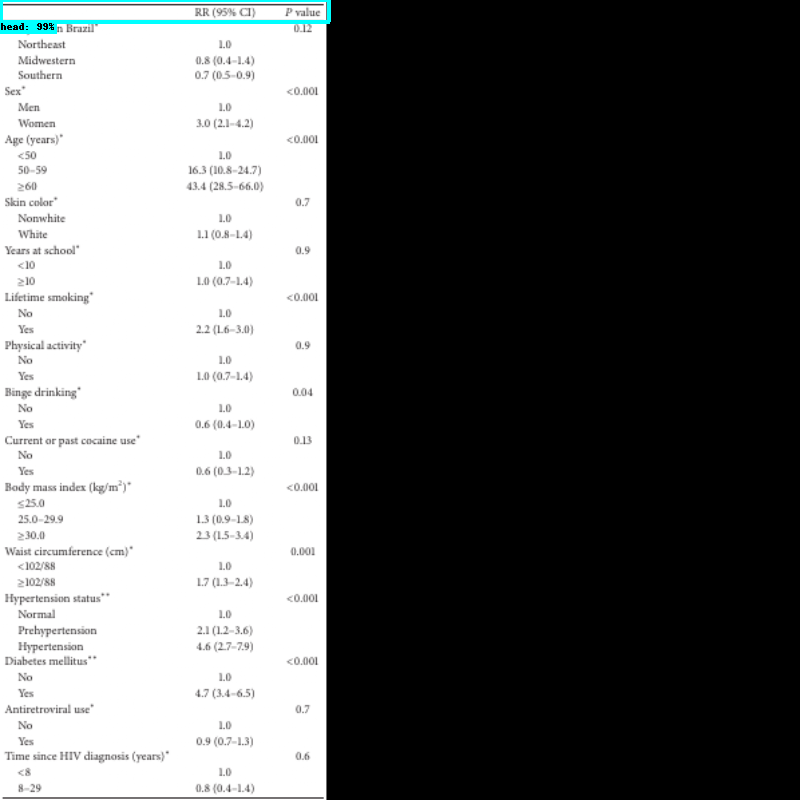 RR (95% CI) P value
head: 99% n Brazil* 0.12
Northeast 1.0
Midwestern 0.8 (0.4–1.4)
Southern 0.7 (0.5–0.9)
Sex* <0.001
Men 1.0
Women 3.0 (2.1–4.2)
Age (years)* <0.001
<50 1.0
50–59 16.3 (10.8–24.7)
≥60 43.4 (28.5–66.0)
Skin color* 0.7
Nonwhite 1.0
White 1.1 (0.8–1.4)
Years at school* 0.9
<10 1.0
≥10 1.0 (0.7–1.4)
Lifetime smoking* <0.001
No 1.0
Yes 2.2 (1.6–3.0)
Physical activity* 0.9
No 1.0
Yes 1.0 (0.7–1.4)
Binge drinking* 0.04
No 1.0
Yes 0.6 (0.4–1.0)
Current or past cocaine use* 0.13
No 1.0
Yes 0.6 (0.3–1.2)
Body mass index (kg/m²)* <0.001
≤25.0 1.0
25.0–29.9 1.3 (0.9–1.8)
≥30.0 2.3 (1.5–3.4)
Waist circumference (cm)* 0.001
<102/88 1.0
≥102/88 1.7 (1.3–2.4)
Hypertension status** <0.001
Normal 1.0
Prehypertension 2.1 (1.2–3.6)
Hypertension 4.6 (2.7–7.9)
Diabetes mellitus** <0.001
No 1.0
Yes 4.7 (3.4–6.5)
Antiretroviral use* 0.7
No 1.0
Yes 0.9 (0.7–1.3)
Time since HIV diagnosis (years)* 0.6
<8 1.0
8–29 0.8 (0.4–1.4)